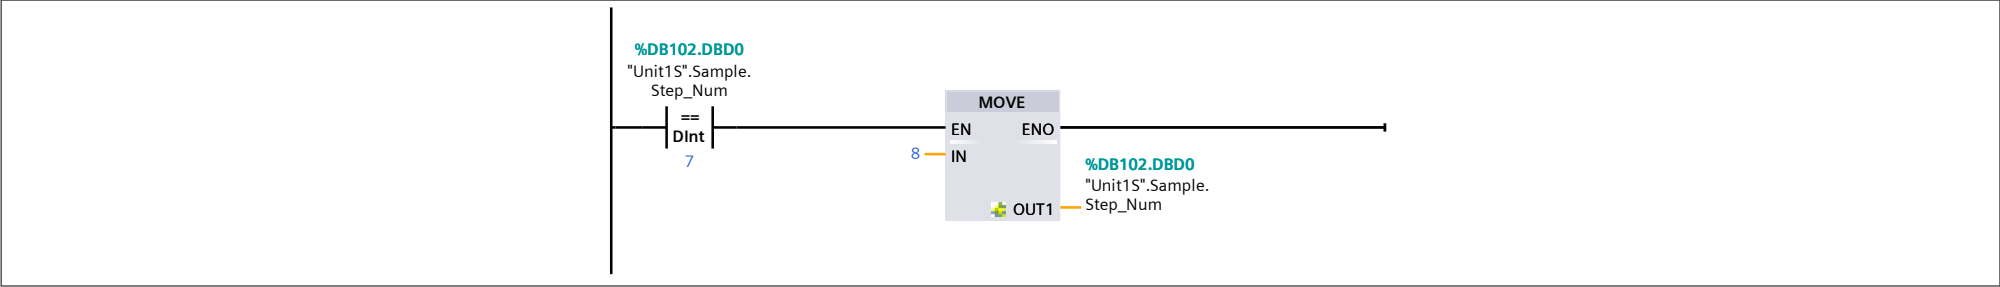 %DB102.DBD0
"Unit1S".Sample.
Step_Num
==
DInt
7
MOVE
EN ENO
8 IN
OUT1
%DB102.DBD0
"Unit1S".Sample.
Step_Num